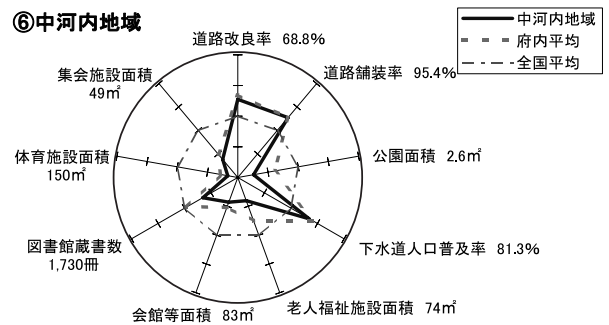 ⑥中河内地域
中河内地域
府内平均
全国平均
道路改良率 68.8%
道路舗装率 95.4%
公園面積 2.6㎡
下水道人口普及率 81.3%
老人福祉施設面積 74㎡
会館等面積 83㎡
図書館蔵書数
1,730冊
体育施設面積
150㎡
集会施設面積
49㎡